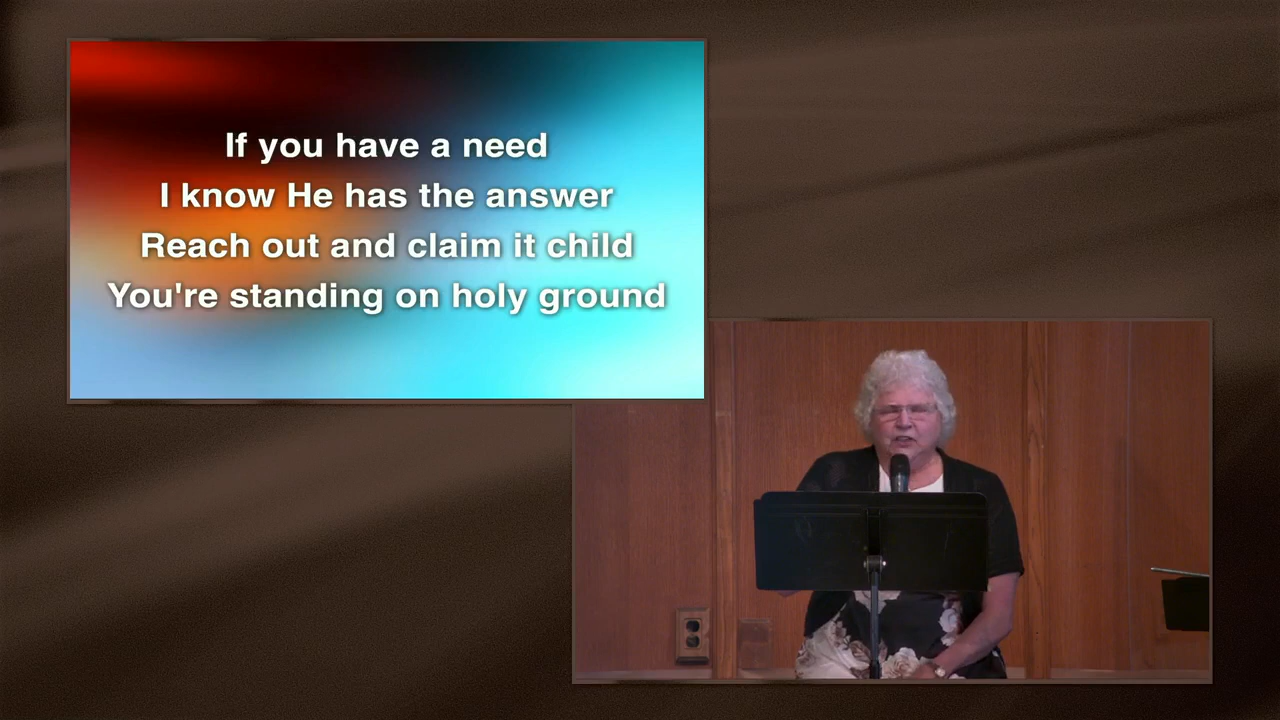 If you have a need
I know He has the answer
Reach out and claim it child
You're standing on holy ground